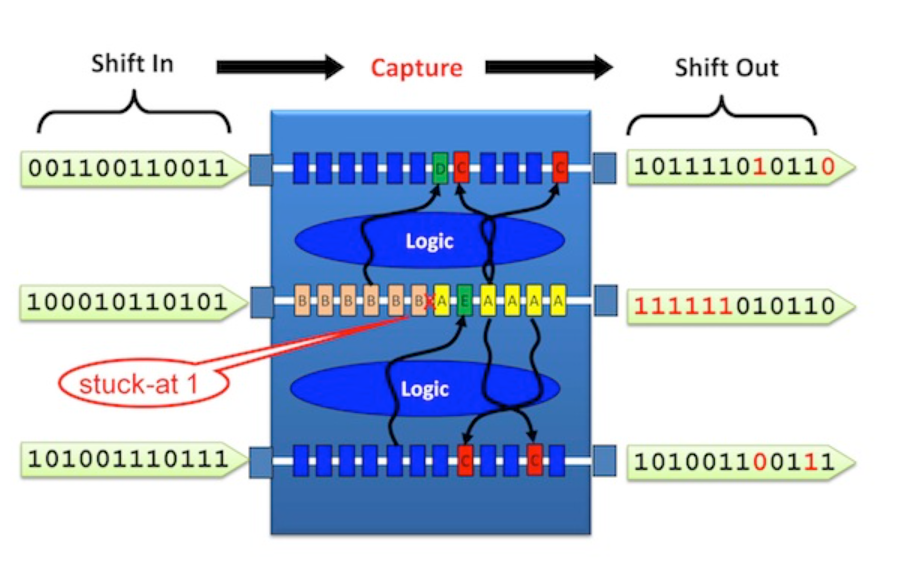 Shift In
Capture
Shift Out
001100110011
D
C
C
101111010110
Logic
100010110101
B B B B B B X A E A A A A
111111010110
stuck-at 1
Logic
101001110111
C
C
101001100111